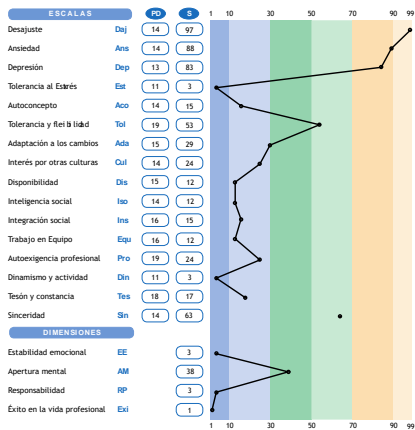 ESCALAS PD S 1 10 30 50 70 90 99
Desajuste Daj 14 97
Ansiedad Ans 14 88
Depresión Dep 13 83
Tolerancia al Estrés Est 11 3
Autoconcepto Aco 14 15
Tolerancia y flexibilidad Tol 19 53
Adaptación a los cambios Ada 15 29
Interés por otras culturas Cul 14 24
Disponibilidad Dis 15 12
Inteligencia social Iso 14 12
Integración social Ins 16 15
Trabajo en Equipo Equ 16 12
Autoexigencia profesional Pro 19 24
Dinamismo y actividad Din 11 3
Tesón y constancia Tes 18 17
Sinceridad Sin 14 63
DIMENSIONES
Estabilidad emocional EE 3
Apertura mental AM 38
Responsabilidad RP 3
Éxito en la vida profesional Exi 1
1 10 30 50 70 90 99